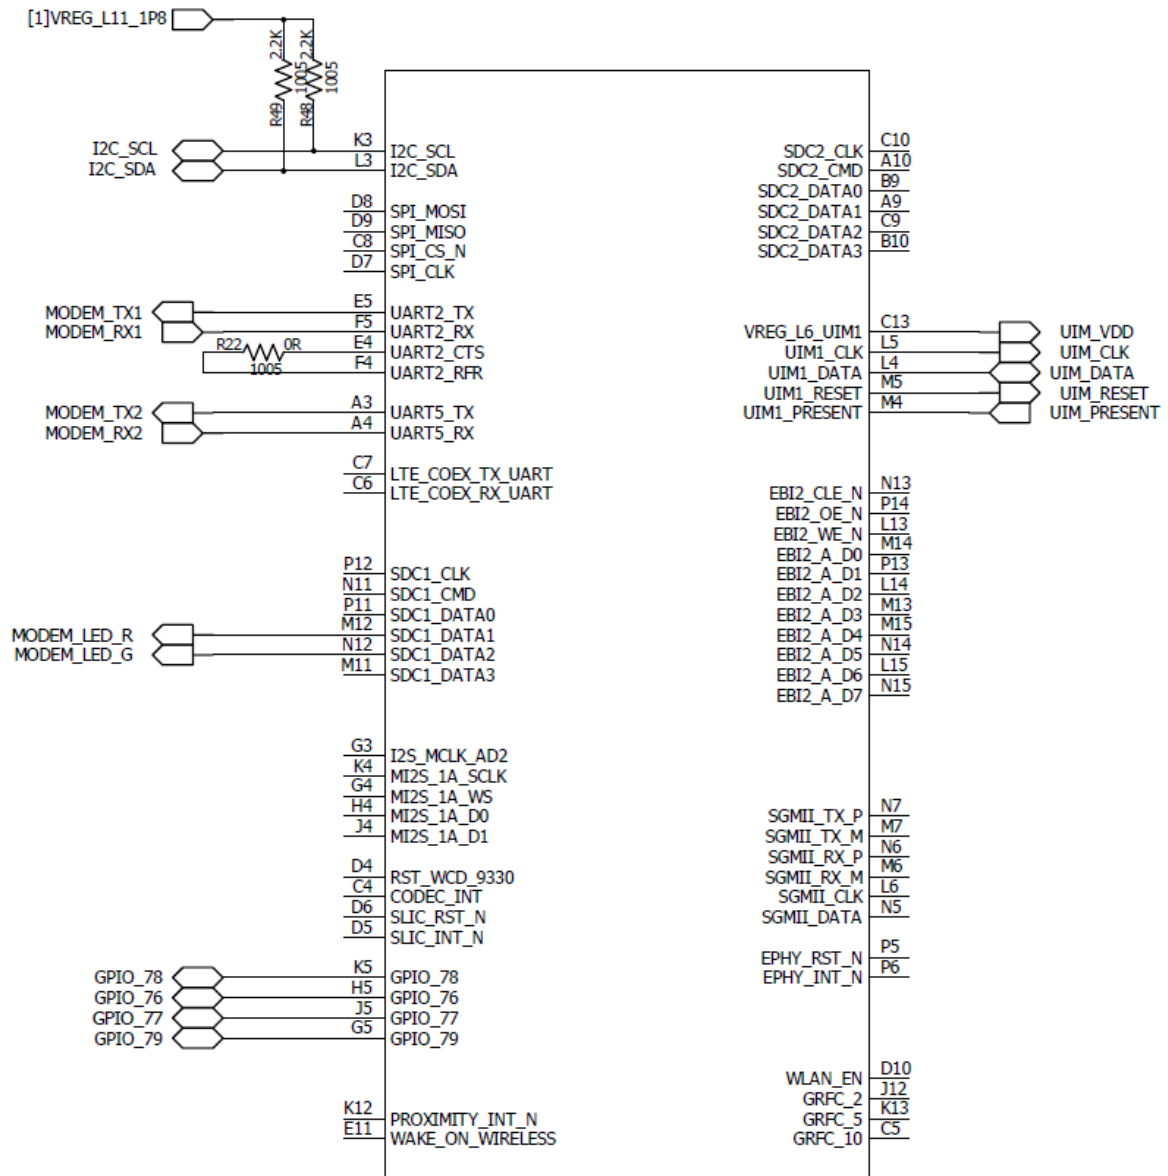 [1]VREG_L11_1P8
2.2K 2.2K
1005 1005
R49 R48
I2C_SCL K3 I2C_SCL
I2C_SDA L3 I2C_SDA
D8 SPI_MOSI
D9 SPI_MISO
C8 SPI_CS_N
D7 SPI_CLK
MODEM_TX1 E5 UART2_TX
MODEM_RX1 F5 UART2_RX
R22 0R E4 UART2_CTS
1005 F4 UART2_RFR
MODEM_TX2 A3 UART5_TX
MODEM_RX2 A4 UART5_RX
C7 LTE_COEX_TX_UART
C6 LTE_COEX_RX_UART
P12 SDC1_CLK
N11 SDC1_CMD
P11 SDC1_DATA0
MODEM_LED_R M12 SDC1_DATA1
MODEM_LED_G N12 SDC1_DATA2
M11 SDC1_DATA3
G3 I2S_MCLK_AD2
K4 MI2S_1A_SCLK
G4 MI2S_1A_WS
H4 MI2S_1A_D0
J4 MI2S_1A_D1
D4 RST_WCD_9330
C4 CODEC_INT
D6 SLIC_RST_N
D5 SLIC_INT_N
GPIO_78 K5 GPIO_78
GPIO_76 H5 GPIO_76
GPIO_77 J5 GPIO_77
GPIO_79 G5 GPIO_79
K12 PROXIMITY_INT_N
E11 WAKE_ON_WIRELESS
SDC2_CLK C10
SDC2_CMD A10
SDC2_DATA0 B9
SDC2_DATA1 A9
SDC2_DATA2 C9
SDC2_DATA3 B10
VREG_L6_UIM1 C13 UIM_VDD
UIM1_CLK L5 UIM_CLK
UIM1_DATA L4 UIM_DATA
UIM1_RESET M5 UIM_RESET
UIM1_PRESENT M4 UIM_PRESENT
EBI2_CLE_N N13
EBI2_OE_N P14
EBI2_WE_N L13
EBI2_A_D0 M14
EBI2_A_D1 P13
EBI2_A_D2 L14
EBI2_A_D3 M13
EBI2_A_D4 M15
EBI2_A_D5 N14
EBI2_A_D6 L15
EBI2_A_D7 N15
SGMII_TX_P N7
SGMII_TX_M M7
SGMII_RX_P N6
SGMII_RX_M M6
SGMII_CLK L6
SGMII_DATA N5
EPHY_RST_N P5
EPHY_INT_N P6
WLAN_EN D10
GRFC_2 J12
GRFC_5 K13
GRFC_10 C5